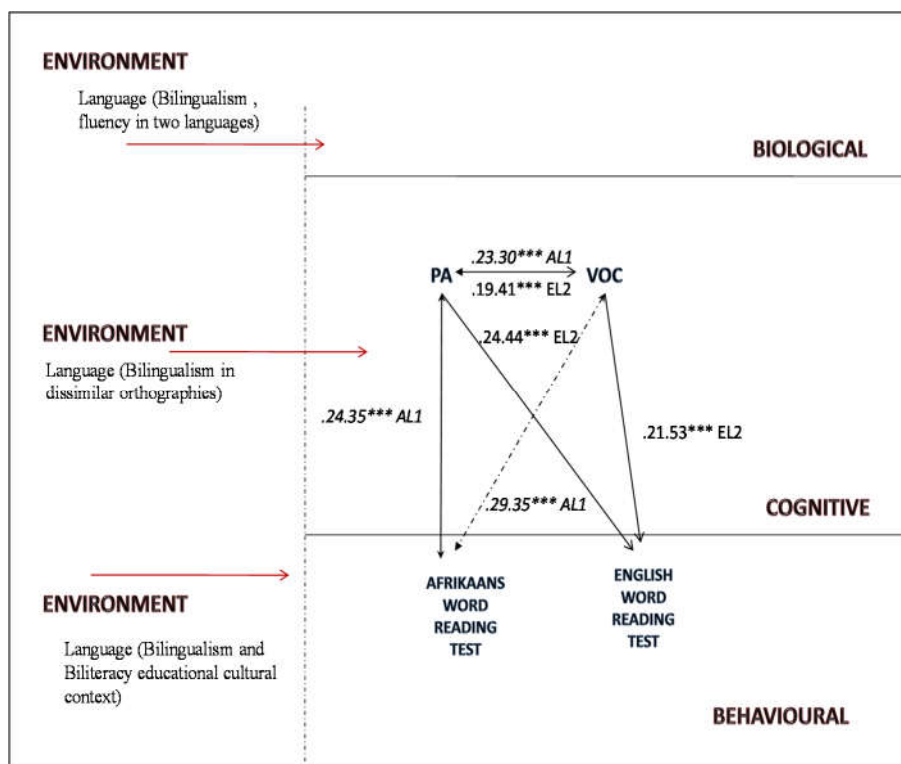 ENVIRONMENT
Language (Bilingualism ,
fluency in two languages)
BIOLOGICAL
.23.30*** AL1
PA
VOC
.19.41*** EL2
.24.44*** EL2
ENVIRONMENT
Language (Bilingualism in
dissimilar orthographies)
.24.35*** AL1
.21.53*** EL2
.29.35*** AL1
COGNITIVE
AFRIKAANS
WORD
READING
TEST
ENGLISH
WORD
READING
TEST
ENVIRONMENT
Language (Bilingualism and
Biliteracy educational cultural
context)
BEHAVIOURAL